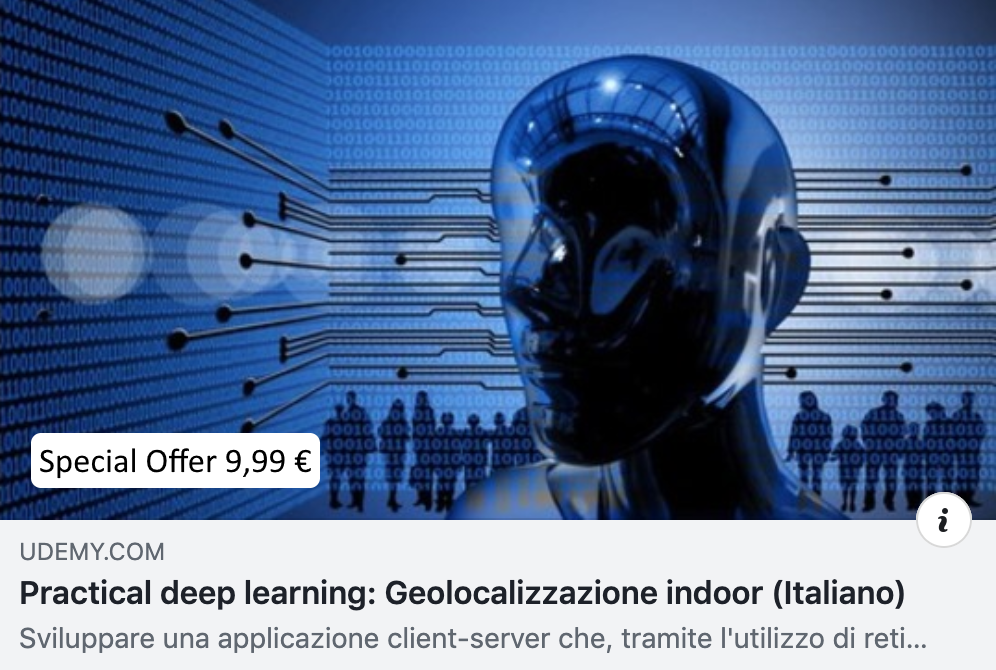 Special Offer 9,99 €
i
UDEMY.COM
Practical deep learning: Geolocalizzazione indoor (Italiano)
Sviluppare una applicazione client-server che, tramite l'utilizzo di reti...